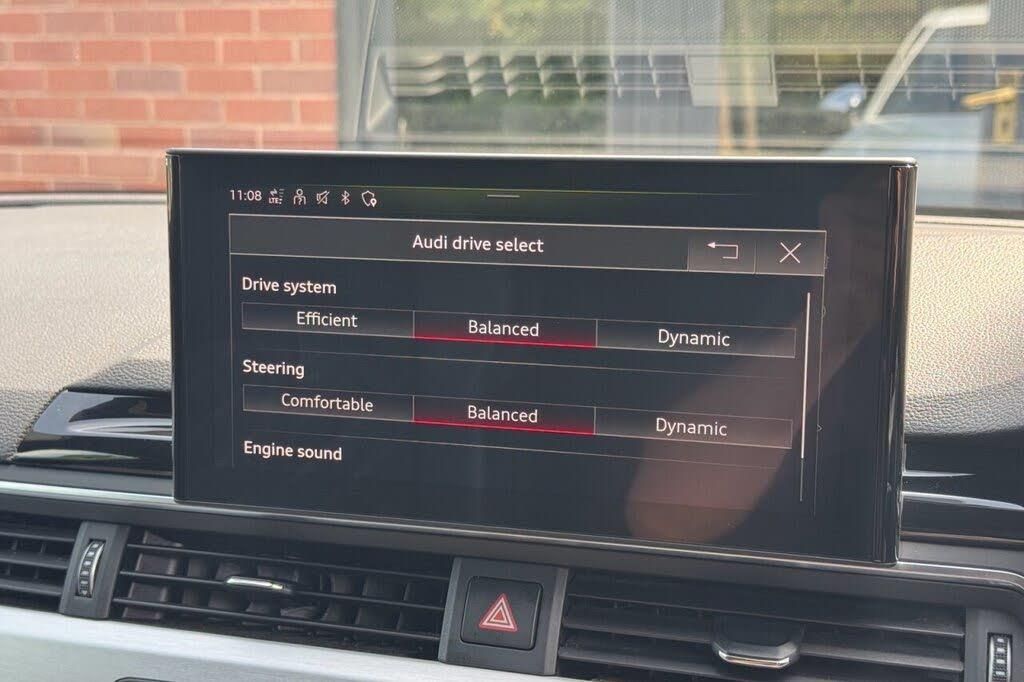 11:08 LTE
Audi drive select
Drive system
Efficient Balanced Dynamic
Steering
Comfortable Balanced Dynamic
Engine sound